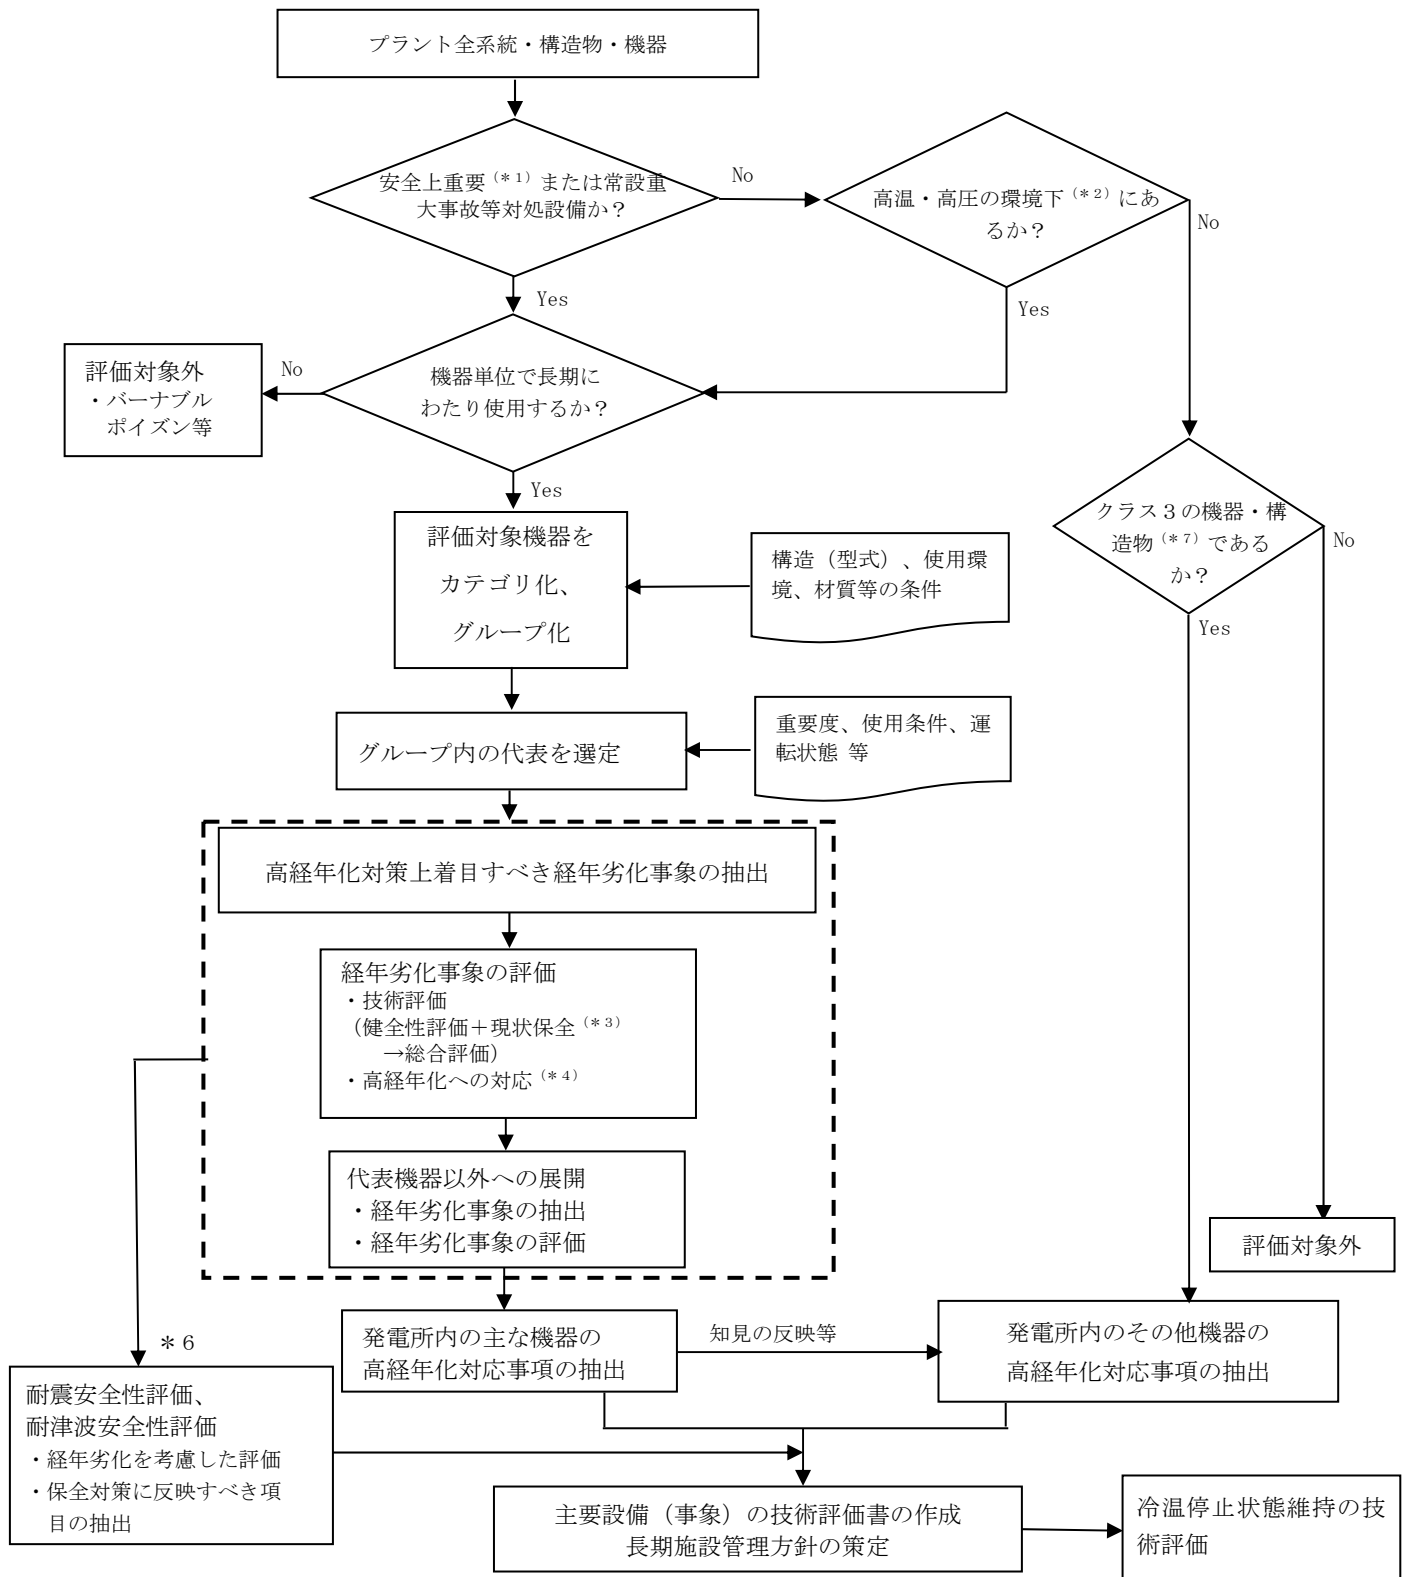 プラント全系統・構造物・機器
安全上重要(＊1)または常設重
大事故等対処設備か？
No
高温・高圧の環境下(＊2)にあ
るか？
No
Yes
Yes
機器単位で長期に
わたり使用するか？
No
評価対象外
・バーナブル
ポイズン等
Yes
評価対象機器を
カテゴリ化、
グループ化
構造（型式）、使用環
境、材質等の条件
クラス３の機器・構
造物(＊7)である
か？
No
Yes
グループ内の代表を選定
重要度、使用条件、運
転状態 等
高経年化対策上着目すべき経年劣化事象の抽出
経年劣化事象の評価
・技術評価
（健全性評価＋現状保全(＊3)
→総合評価）
・高経年化への対応(＊4)
代表機器以外への展開
・経年劣化事象の抽出
・経年劣化事象の評価
評価対象外
発電所内の主な機器の
高経年化対応事項の抽出
知見の反映等
発電所内のその他機器の
高経年化対応事項の抽出
＊６
耐震安全性評価、
耐津波安全性評価
・経年劣化を考慮した評価
・保全対策に反映すべき項
目の抽出
主要設備（事象）の技術評価書の作成
長期施設管理方針の策定
冷温停止状態維持の技
術評価